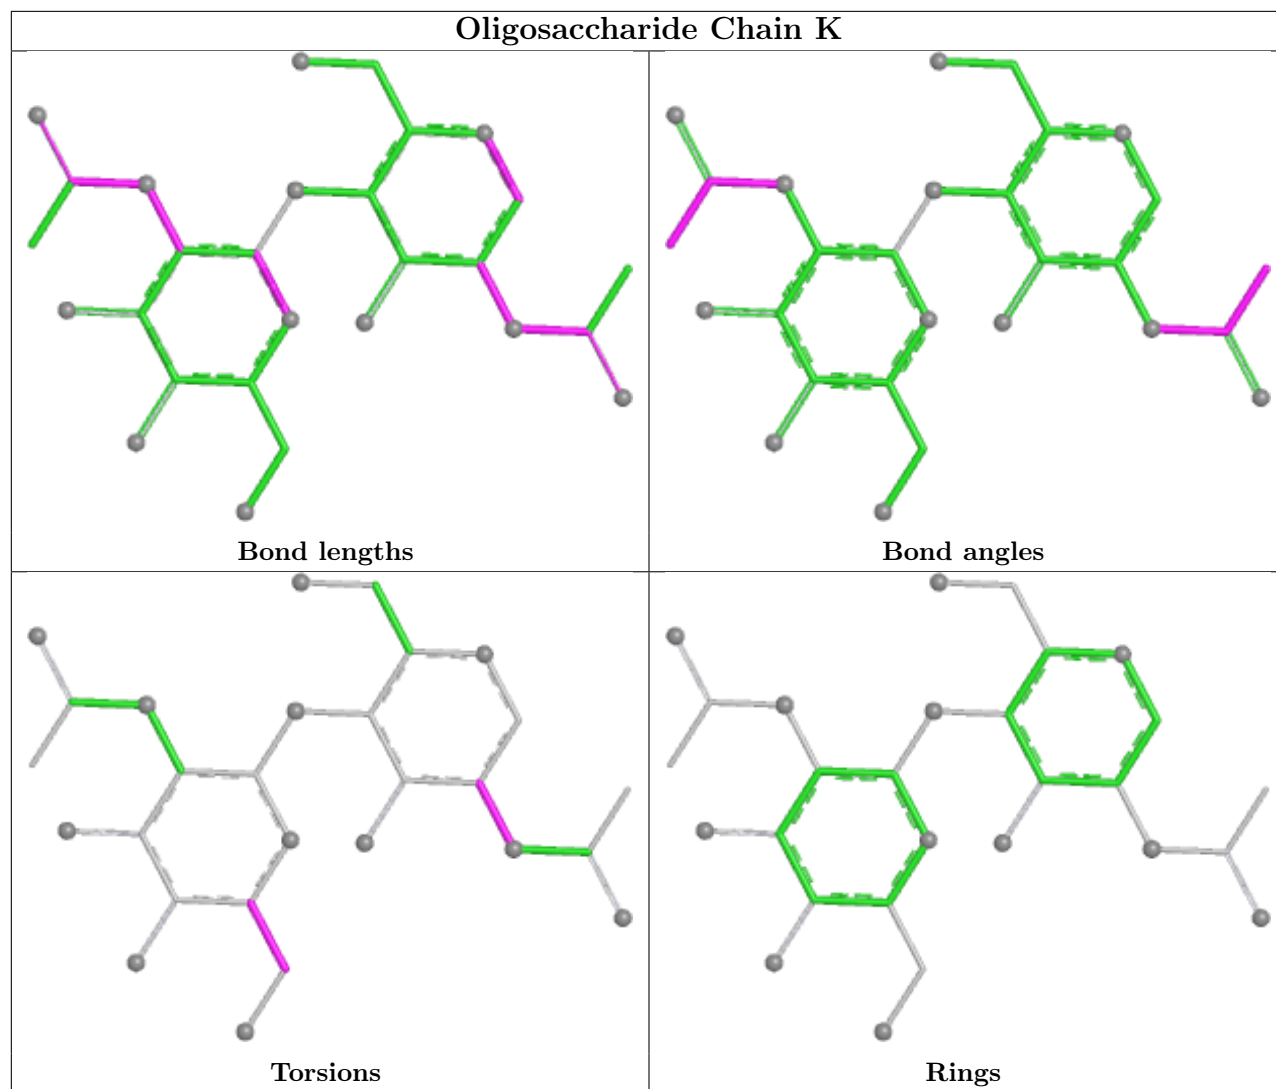 Oligosaccharide Chain K
Bond lengths
Bond angles
Torsions
Rings